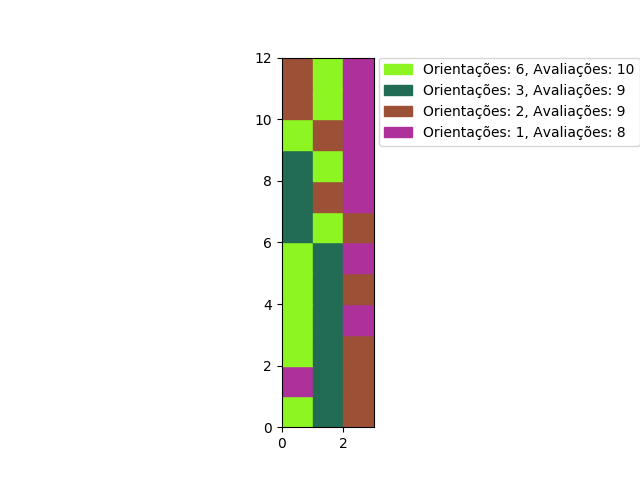 12
10
8
6
4
2
0
0 2
Orientações: 6, Avaliações: 10
Orientações: 3, Avaliações: 9
Orientações: 2, Avaliações: 9
Orientações: 1, Avaliações: 8